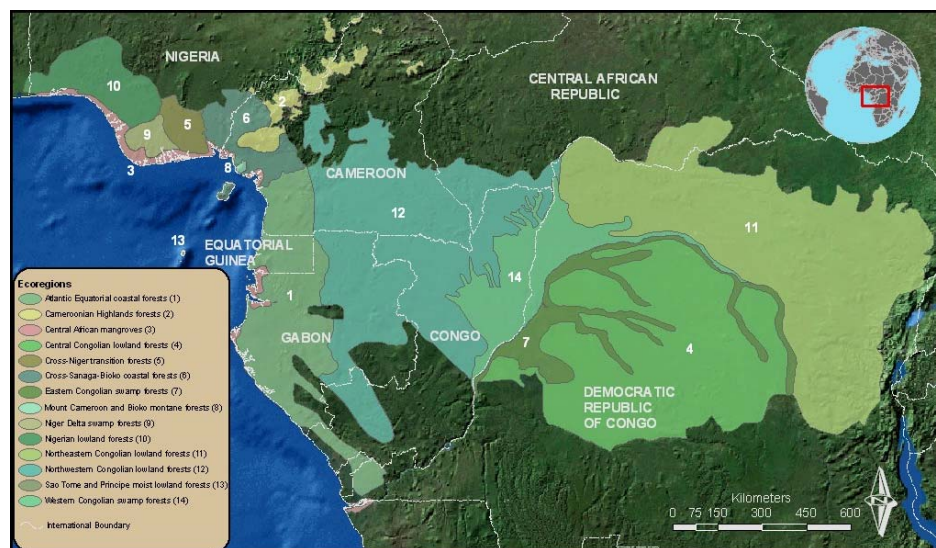 NIGERIA
10
2
CENTRAL AFRICAN
REPUBLIC
9
5
6
3
8
CAMEROON
12
11
13
EQUATORIAL
GUINEA
14
1
GABON
CONGO
7
4
DEMOCRATIC
REPUBLIC
OF CONGO
Ecoregions
Atlantic Equatorial coastal forests (1)
Cameroonian Highlands forests (2)
Central African mangroves (3)
Central Congolian lowland forests (4)
Cross-Niger transition forests (5)
Cross-Sanaga-Bioko coastal forests (6)
Eastern Congolian swamp forests (7)
Mount Cameroon and Bioko montane forests (8)
Niger Delta swamp forests (9)
Nigerian lowland forests (10)
Northeastern Congolian lowland forests (11)
Northwestern Congolian lowland forests (12)
Sao Tome and Principe moist lowland forests (13)
Western Congolian swamp forests (14)
International Boundary
Kilometers
0 75 150 300 450 600